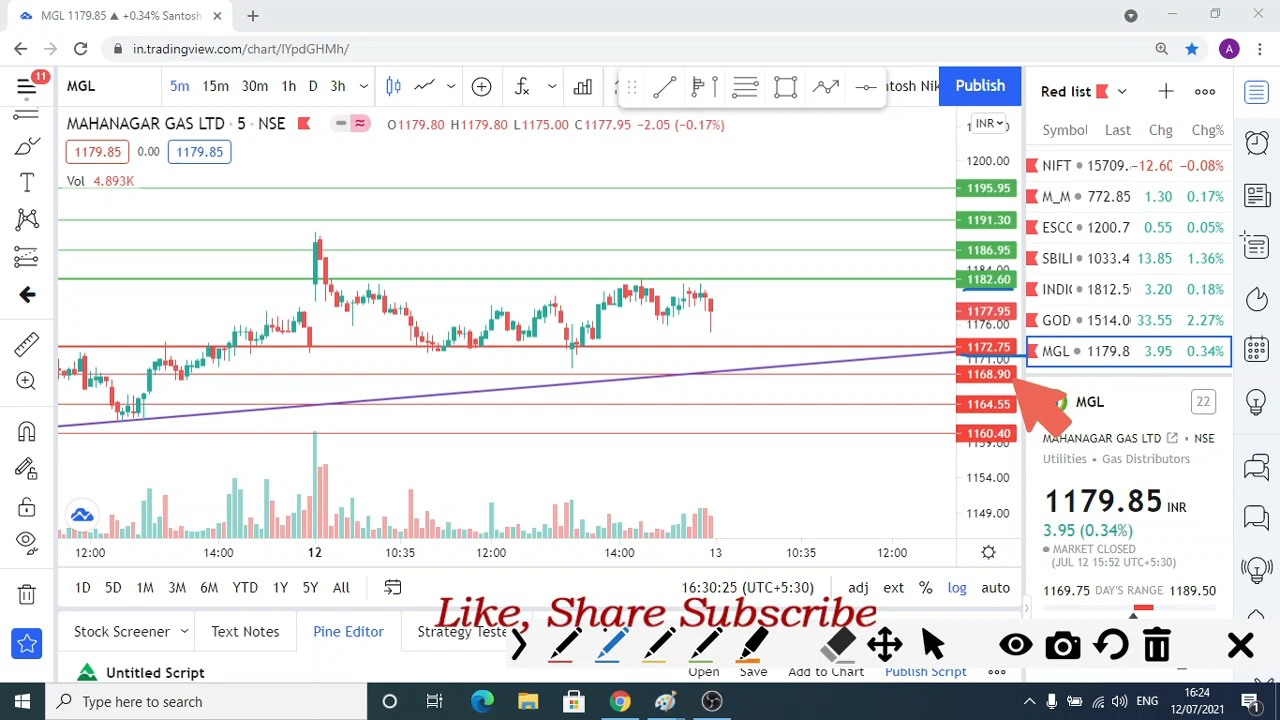 MGL 1179.85 ▲ +0.34% Santosh
in.tradingview.com/chart/IYpdGHMh/
A
11
MGL
5m 15m 30m 1h D 3h
Publish
Red list
MAHANAGAR GAS LTD · 5 · NSE
O1179.80 H1179.80 L1175.00 C1177.95 −2.05 (−0.17%)
INR
Symbol Last Chg Chg%
1179.85 0.00 1179.85
Vol 4.893K
1200.00
1195.95
1191.30
1186.95
1184.00
1182.60
1177.95
1176.00
1172.75
1171.00
1168.90
1164.55
1160.40
1159.00
1154.00
1149.00
NIFT 15709. −12.60 −0.08%
M_M 772.85 1.30 0.17%
ESCC 1200.7 0.55 0.05%
SBILI 1033.4 13.85 1.36%
INDIC 1812.5 3.20 0.18%
GOD 1514.0 33.55 2.27%
MGL 1179.8 3.95 0.34%
MGL 22
MAHANAGAR GAS LTD • NSE
Utilities • Gas Distributors
1179.85 INR
3.95 (0.34%)
MARKET CLOSED
(JUL 12 15:52 UTC+5:30)
1169.75 DAY'S RANGE 1189.50
12:00 14:00 12 10:35 12:00 14:00 13 10:35 12:00
1D 5D 1M 3M 6M YTD 1Y 5Y All
16:30:25 (UTC+5:30) adj ext % log auto
Like, Share Subscribe
Stock Screener Text Notes Pine Editor Strategy Teste
Untitled Script
Open Save Add to Chart Publish Script
Type here to search
ENG
16:24
12/07/2021
1